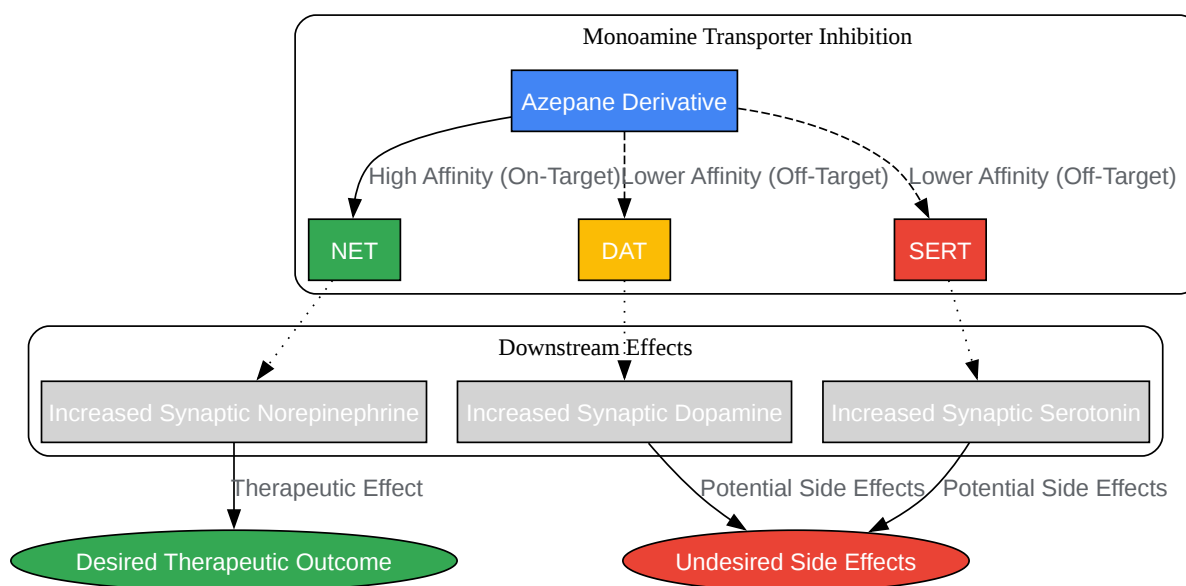 Monoamine Transporter Inhibition
Azepane Derivative
High Affinity (On-Target)
Lower Affinity (Off-Target)
Lower Affinity (Off-Target)
NET
DAT
SERT
Downstream Effects
Increased Synaptic Norepinephrine
Increased Synaptic Dopamine
Increased Synaptic Serotonin
Therapeutic Effect
Potential Side Effects
Potential Side Effects
Desired Therapeutic Outcome
Undesired Side Effects